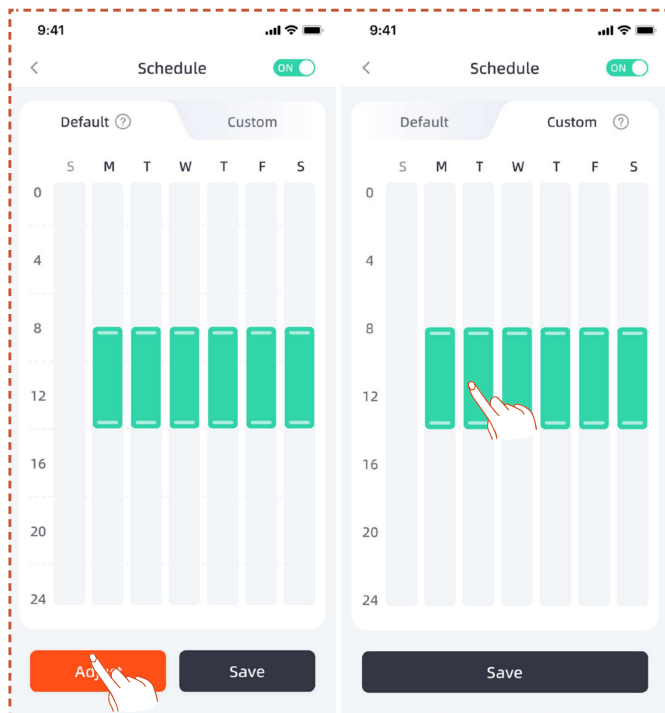 9:41
Schedule
ON
Default ?
Custom
S M T W T F S
0
4
8
12
16
20
24
Save
9:41
Schedule
ON
Default
Custom ?
S M T W T F S
0
4
8
12
16
20
24
Save